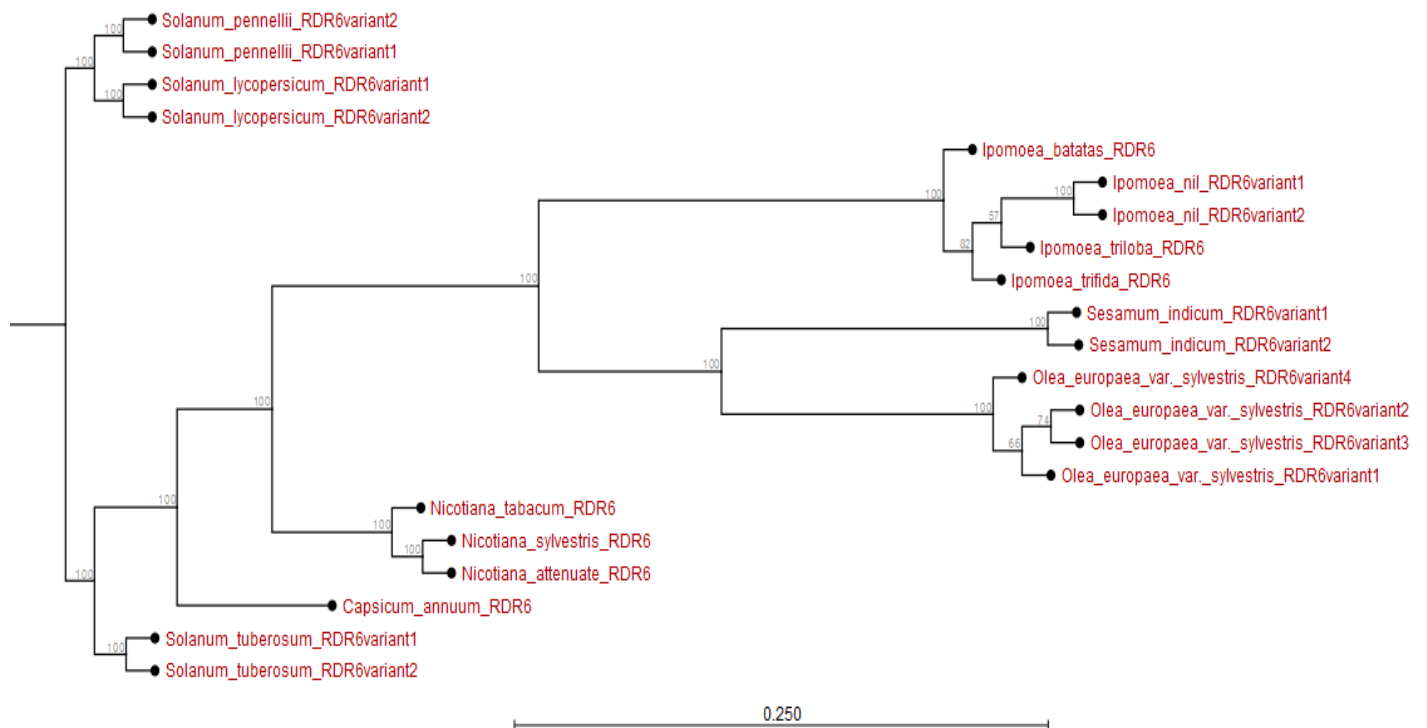 100 Solanum_pennellii_RDR6variant2
Solanum_pennellii_RDR6variant1
100
100 Solanum_lycopersicum_RDR6variant1
Solanum_lycopersicum_RDR6variant2
Ipomoea_batatas_RDR6
100
100 Ipomoea_nil_RDR6variant1
Ipomoea_nil_RDR6variant2
57
Ipomoea_triloba_RDR6
82
Ipomoea_trifida_RDR6
100
100 Sesamum_indicum_RDR6variant1
Sesamum_indicum_RDR6variant2
100
Olea_europaea_var._sylvestris_RDR6variant4
100
74 Olea_europaea_var._sylvestris_RDR6variant2
Olea_europaea_var._sylvestris_RDR6variant3
66
Olea_europaea_var._sylvestris_RDR6variant1
100
100
Nicotiana_tabacum_RDR6
100
100 Nicotiana_sylvestris_RDR6
Nicotiana_attenuate_RDR6
100
Capsicum_annuum_RDR6
100 Solanum_tuberosum_RDR6variant1
Solanum_tuberosum_RDR6variant2
0.250